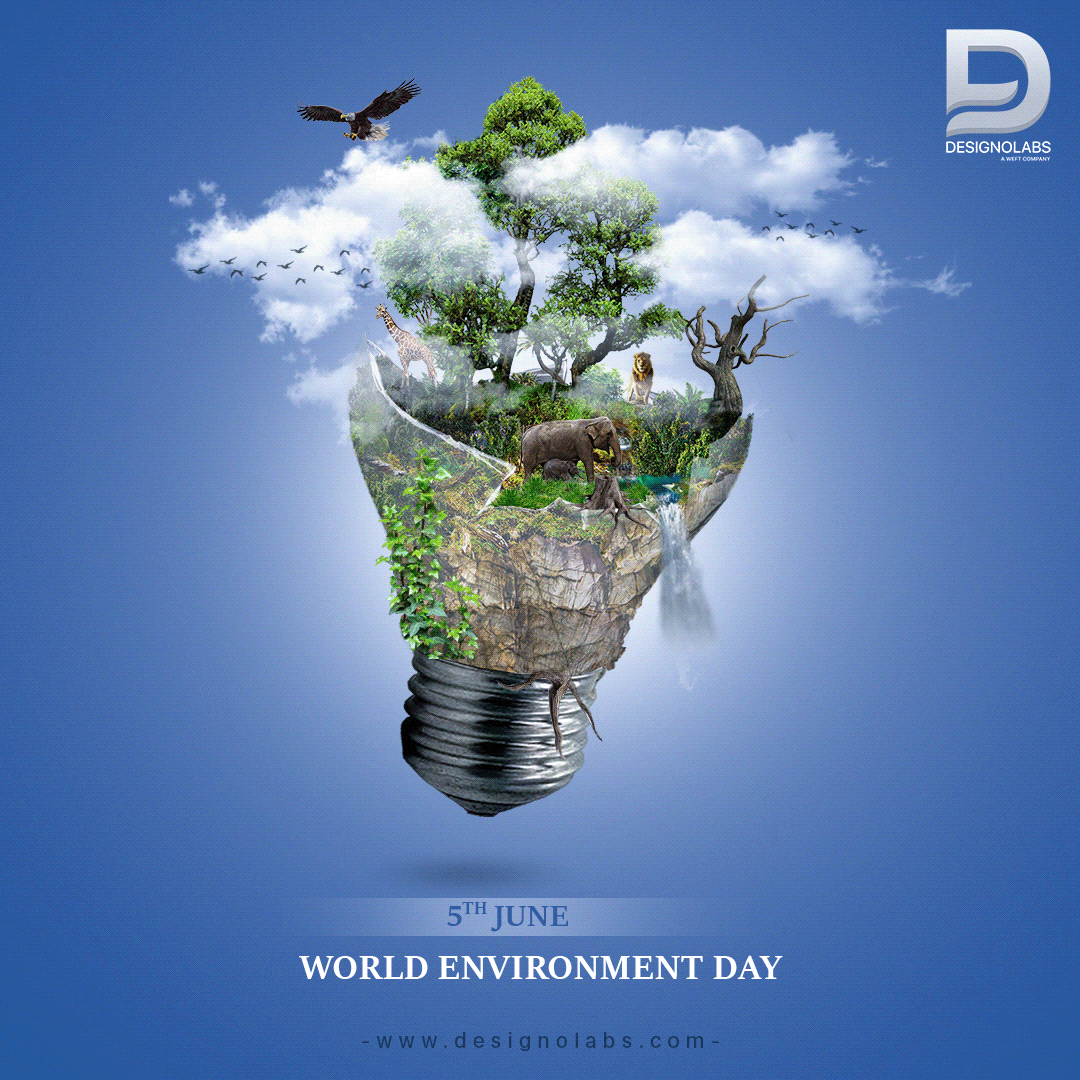 DESIGNOLABS
A WEFT COMPANY
5TH JUNE
WORLD ENVIRONMENT DAY
-www.designolabs.com-